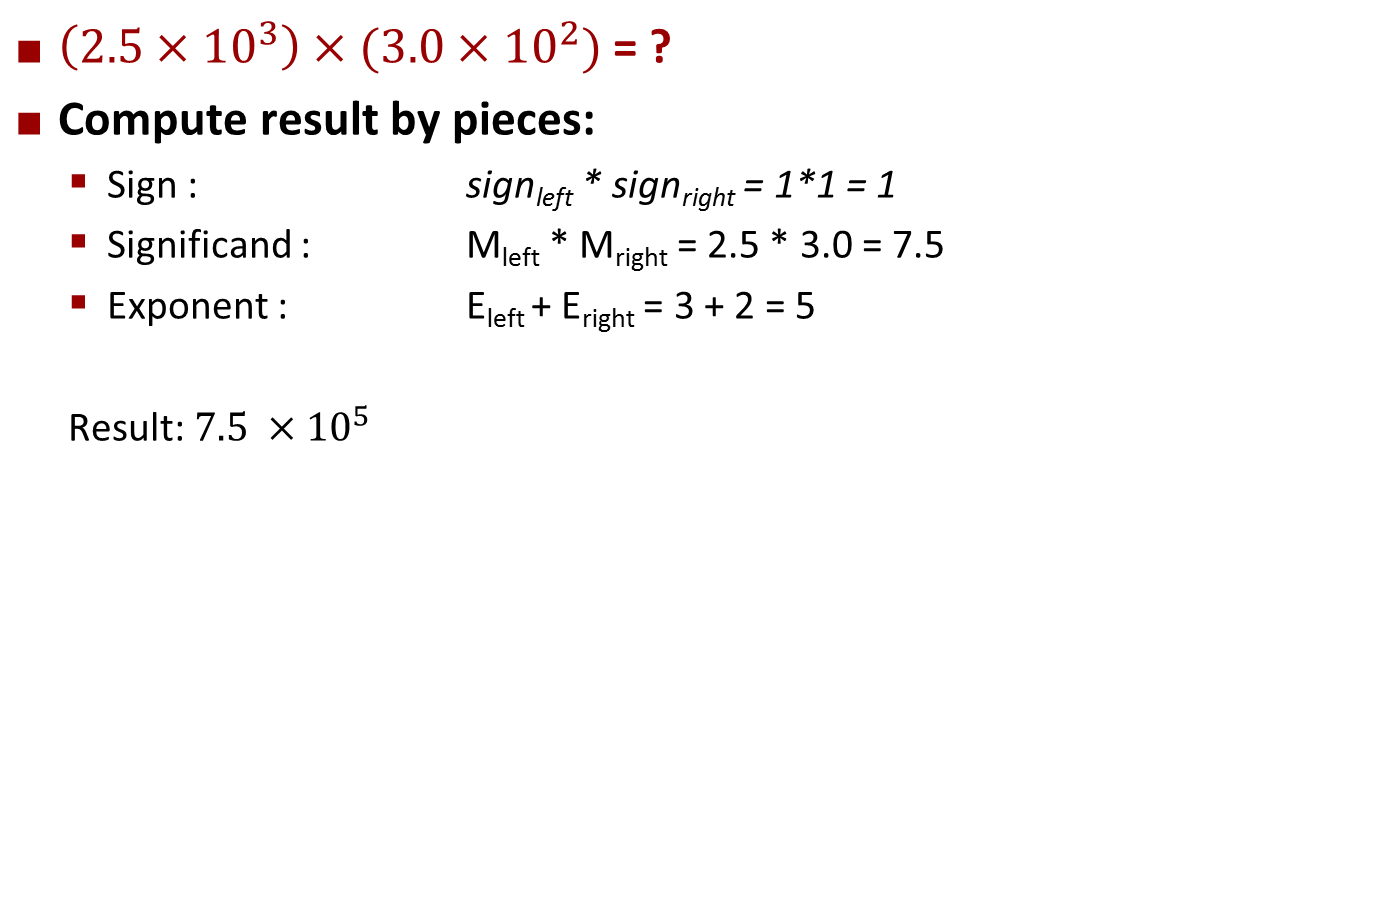 (2.5 × 10³) × (3.0 × 10²) = ?
Compute result by pieces:
Sign : sign_left * sign_right = 1*1 = 1
Significand : M_left * M_right = 2.5 * 3.0 = 7.5
Exponent : E_left + E_right = 3 + 2 = 5
Result: 7.5 × 10⁵